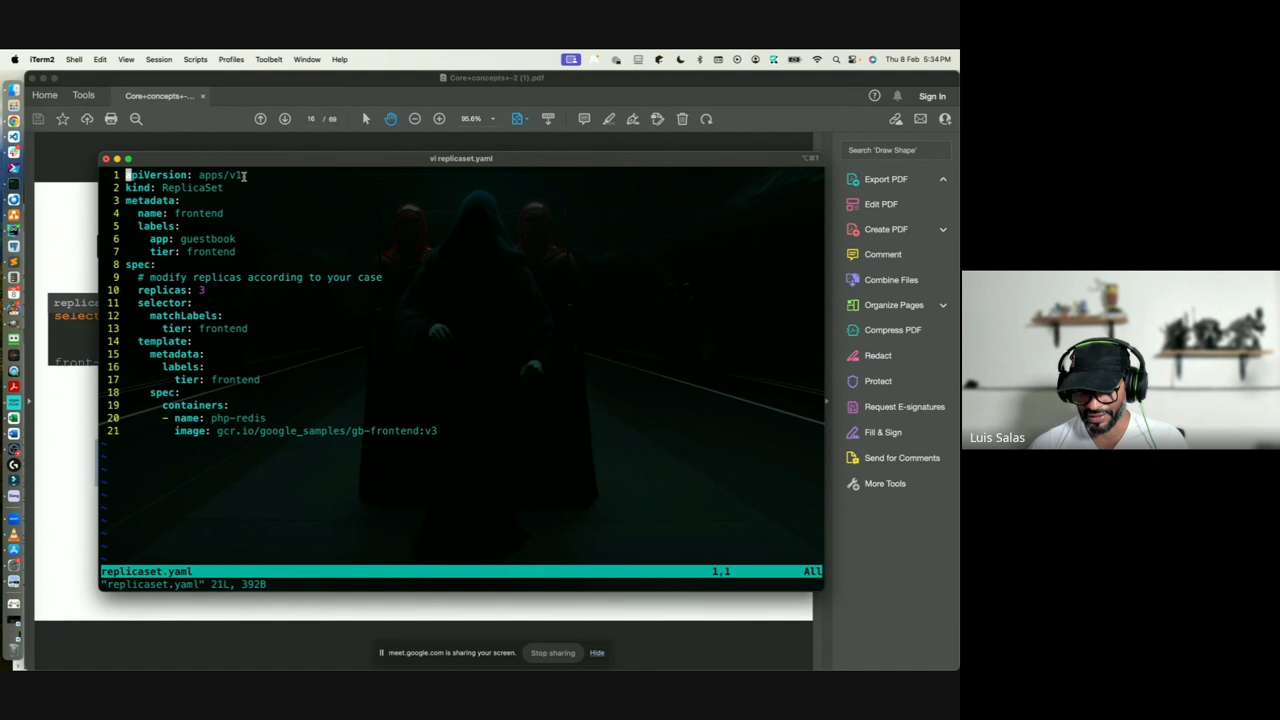 iTerm2 Shell Edit View Session Scripts Profiles Toolbelt Window Help Thu 8 Feb 5:34 PM
Core+concepts+-2 (1).pdf
Home Tools Core+concepts+-... × Sign In
16 / 69 95.6%
vi replicaset.yaml ⌥⌘1
1 apiVersion: apps/v1
2 kind: ReplicaSet
3 metadata:
4 name: frontend
5 labels:
6 app: guestbook
7 tier: frontend
8 spec:
9 # modify replicas according to your case
10 replicas: 3
11 selector:
12 matchLabels:
13 tier: frontend
14 template:
15 metadata:
16 labels:
17 tier: frontend
18 spec:
19 containers:
20 - name: php-redis
21 image: gcr.io/google_samples/gb-frontend:v3
~
~
~
~
~
~
~
~
~
replicaset.yaml 1,1 All
"replicaset.yaml" 21L, 392B
replica
select
front-
Search 'Draw Shape'
Export PDF
Edit PDF
Create PDF
Comment
Combine Files
Organize Pages
Compress PDF
Redact
Protect
Request E-signatures
Fill & Sign
Send for Comments
More Tools
meet.google.com is sharing your screen. Stop sharing Hide
Luis Salas